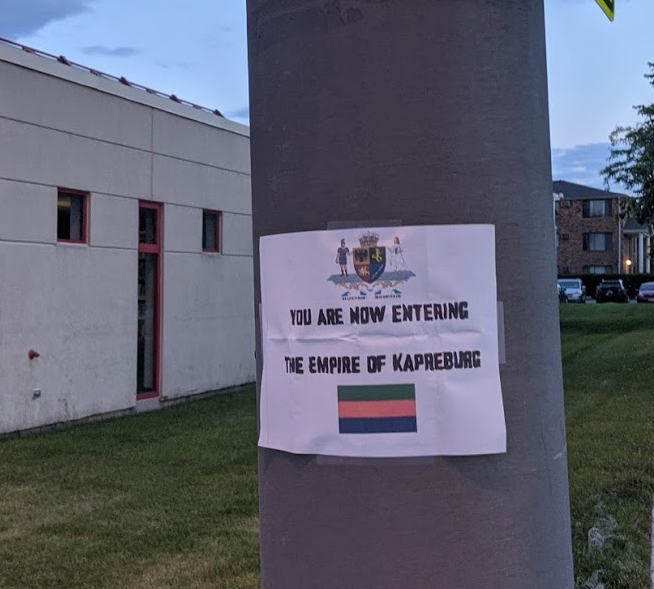 YOU ARE NOW ENTERING
THE EMPIRE OF KAPREBURG